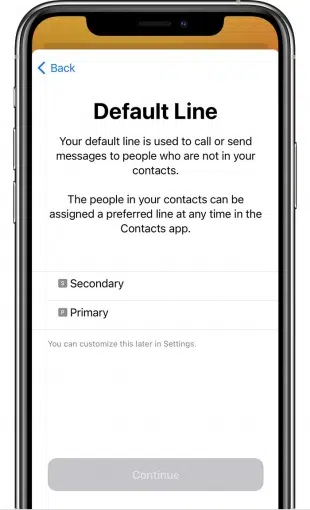 Back
Default Line
Your default line is used to call or send
messages to people who are not in your
contacts.
The people in your contacts can be
assigned a preferred line at any time in the
Contacts app.
S Secondary
P Primary
You can customize this later in Settings.
Continue